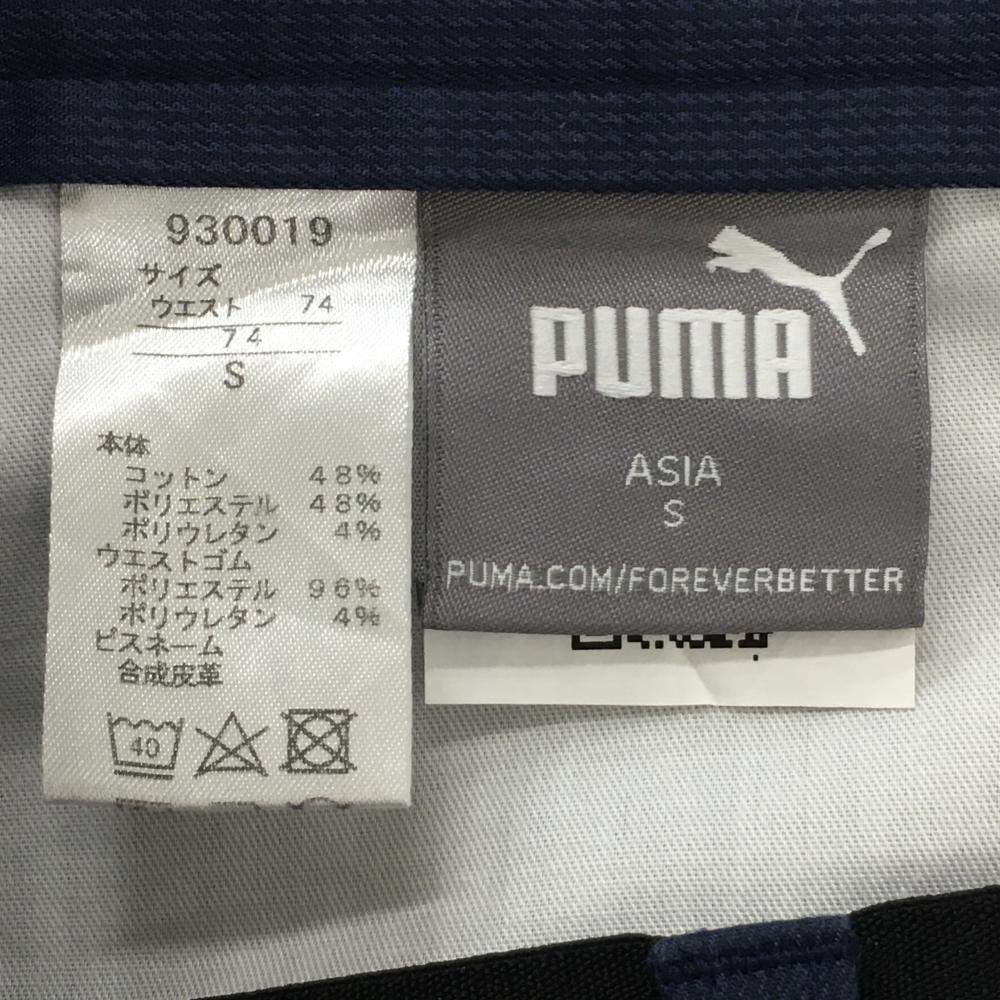 930019
サイズ
ウエスト 74
74
S
本体
コットン 48%
ポリエステル 48%
ポリウレタン 4%
ウエストゴム
ポリエステル 96%
ポリウレタン 4%
ピスネーム
合成皮革
40
PUMA
ASIA
S
PUMA.COM/FOREVERBETTER